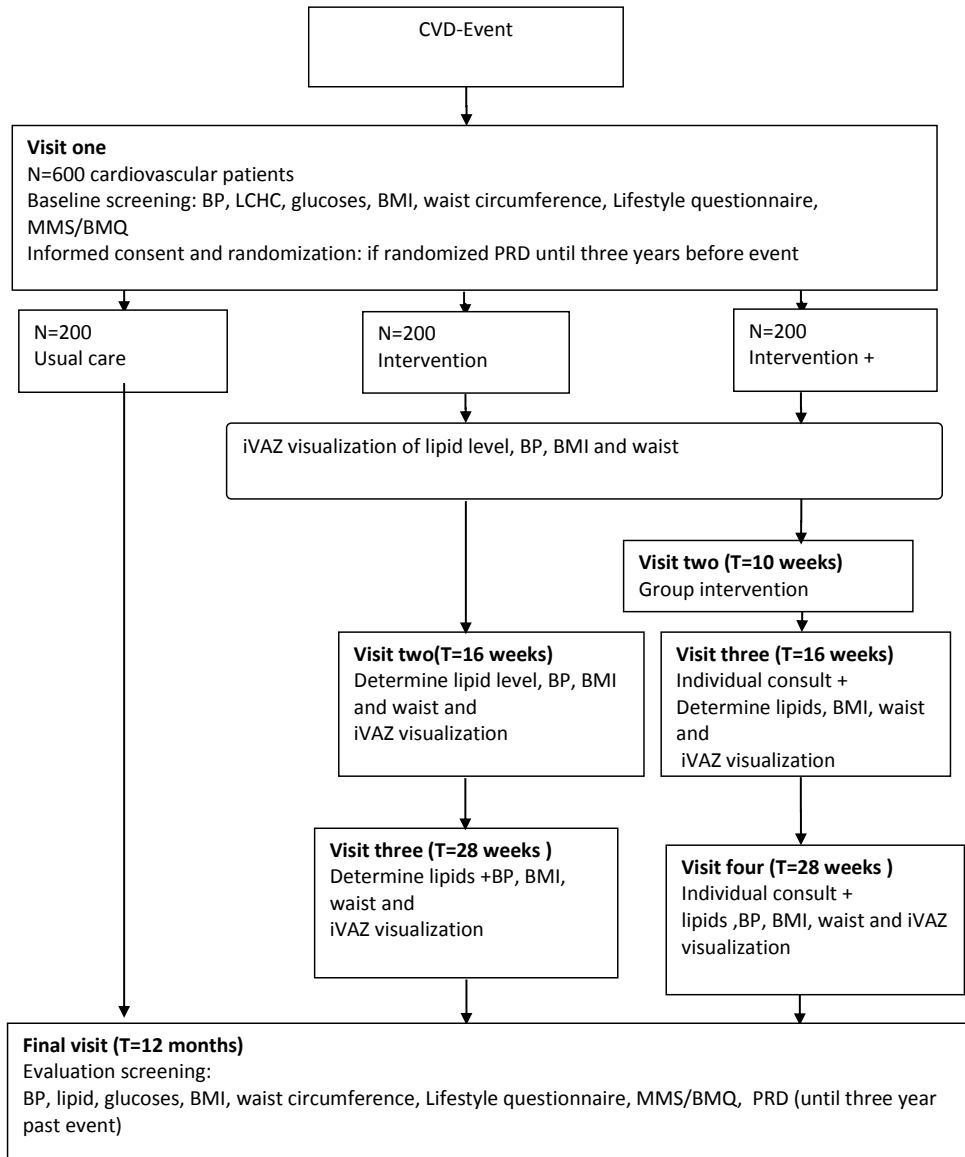 CVD-Event
Visit one
N=600 cardiovascular patients
Baseline screening: BP, LCHC, glucoses, BMI, waist circumference, Lifestyle questionnaire,
MMS/BMQ
Informed consent and randomization: if randomized PRD until three years before event
N=200
Usual care
N=200
Intervention
N=200
Intervention +
iVAZ visualization of lipid level, BP, BMI and waist
Visit two (T=10 weeks)
Group intervention
Visit two(T=16 weeks)
Determine lipid level, BP, BMI
and waist and
iVAZ visualization
Visit three (T=16 weeks)
Individual consult +
Determine lipids, BMI, waist
and
iVAZ visualization
Visit three (T=28 weeks )
Determine lipids +BP, BMI,
waist and
iVAZ visualization
Visit four (T=28 weeks )
Individual consult +
lipids ,BP, BMI, waist and iVAZ
visualization
Final visit (T=12 months)
Evaluation screening:
BP, lipid, glucoses, BMI, waist circumference, Lifestyle questionnaire, MMS/BMQ, PRD (until three year
past event)